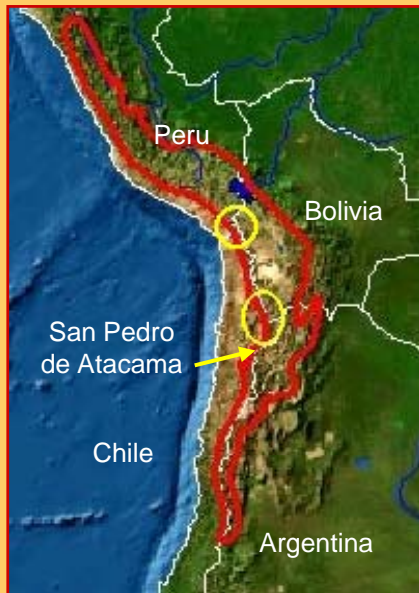 Peru
Bolivia
San Pedro
de Atacama
Chile
Argentina